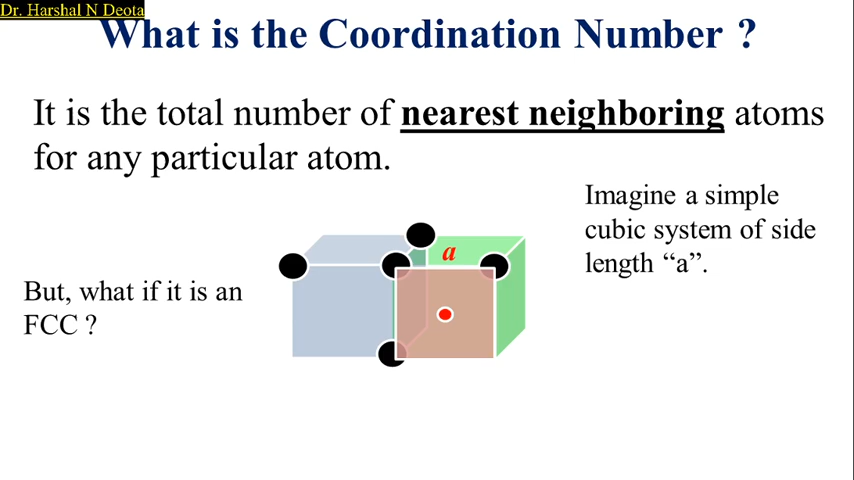 Dr. Harshal N Deota
What is the Coordination Number ?
It is the total number of nearest neighboring atoms
for any particular atom.
Imagine a simple
cubic system of side
length “a”.
a
But, what if it is an
FCC ?